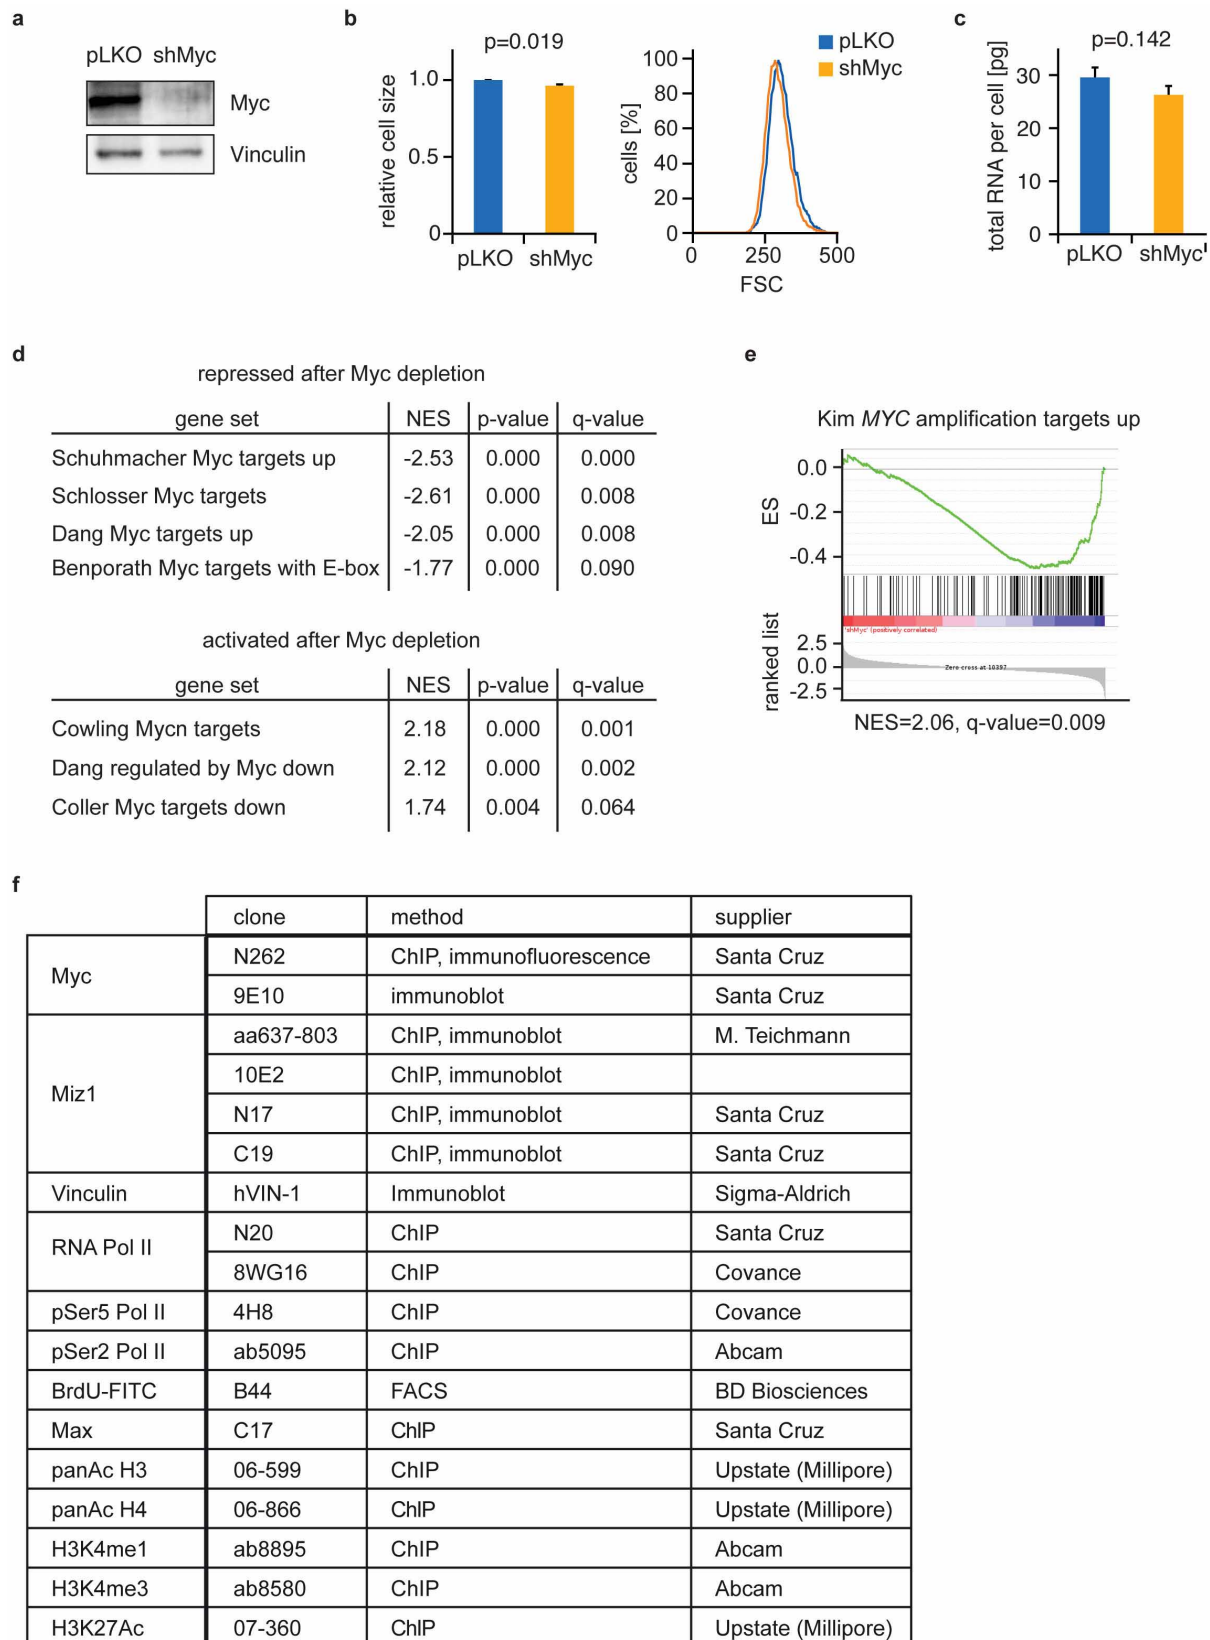 a
pLKO shMyc
Myc
Vinculin
b
p=0.019
relative cell size
1.0
0.5
0
pLKO shMyc
cells [%]
100
80
60
40
20
0
0 250 500
FSC
pLKO
shMyc
c
p=0.142
total RNA per cell [pg]
30
20
10
0
pLKO shMyc
d
repressed after Myc depletion
gene set NES p-value q-value
Schuhmacher Myc targets up -2.53 0.000 0.000
Schlosser Myc targets -2.61 0.000 0.008
Dang Myc targets up -2.05 0.000 0.008
Benporath Myc targets with E-box -1.77 0.000 0.090
activated after Myc depletion
gene set NES p-value q-value
Cowling Mycn targets 2.18 0.000 0.001
Dang regulated by Myc down 2.12 0.000 0.002
Coller Myc targets down 1.74 0.004 0.064
e
Kim MYC amplification targets up
ES
0.0
-0.2
-0.4
'shMyc' (positively correlated)
ranked list
2.5
0.0
-2.5
Zero cross at 10397
NES=2.06, q-value=0.009
f
clone method supplier
Myc
N262 ChIP, immunofluorescence Santa Cruz
9E10 immunoblot Santa Cruz
Miz1
aa637-803 ChIP, immunoblot M. Teichmann
10E2 ChIP, immunoblot
N17 ChIP, immunoblot Santa Cruz
C19 ChIP, immunoblot Santa Cruz
Vinculin hVIN-1 Immunoblot Sigma-Aldrich
RNA Pol II
N20 ChIP Santa Cruz
8WG16 ChIP Covance
pSer5 Pol II 4H8 ChIP Covance
pSer2 Pol II ab5095 ChIP Abcam
BrdU-FITC B44 FACS BD Biosciences
Max C17 ChIP Santa Cruz
panAc H3 06-599 ChIP Upstate (Millipore)
panAc H4 06-866 ChIP Upstate (Millipore)
H3K4me1 ab8895 ChIP Abcam
H3K4me3 ab8580 ChIP Abcam
H3K27Ac 07-360 ChIP Upstate (Millipore)